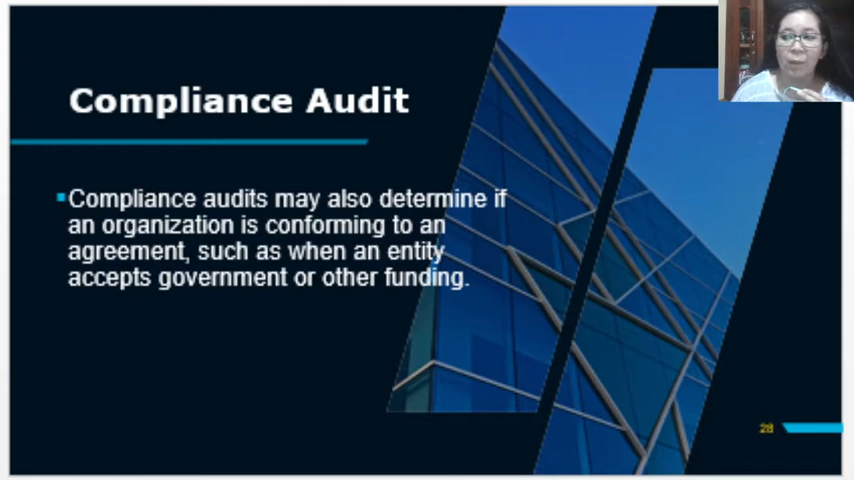 Compliance Audit
Compliance audits may also determine if
an organization is conforming to an
agreement, such as when an entity
accepts government or other funding.
28